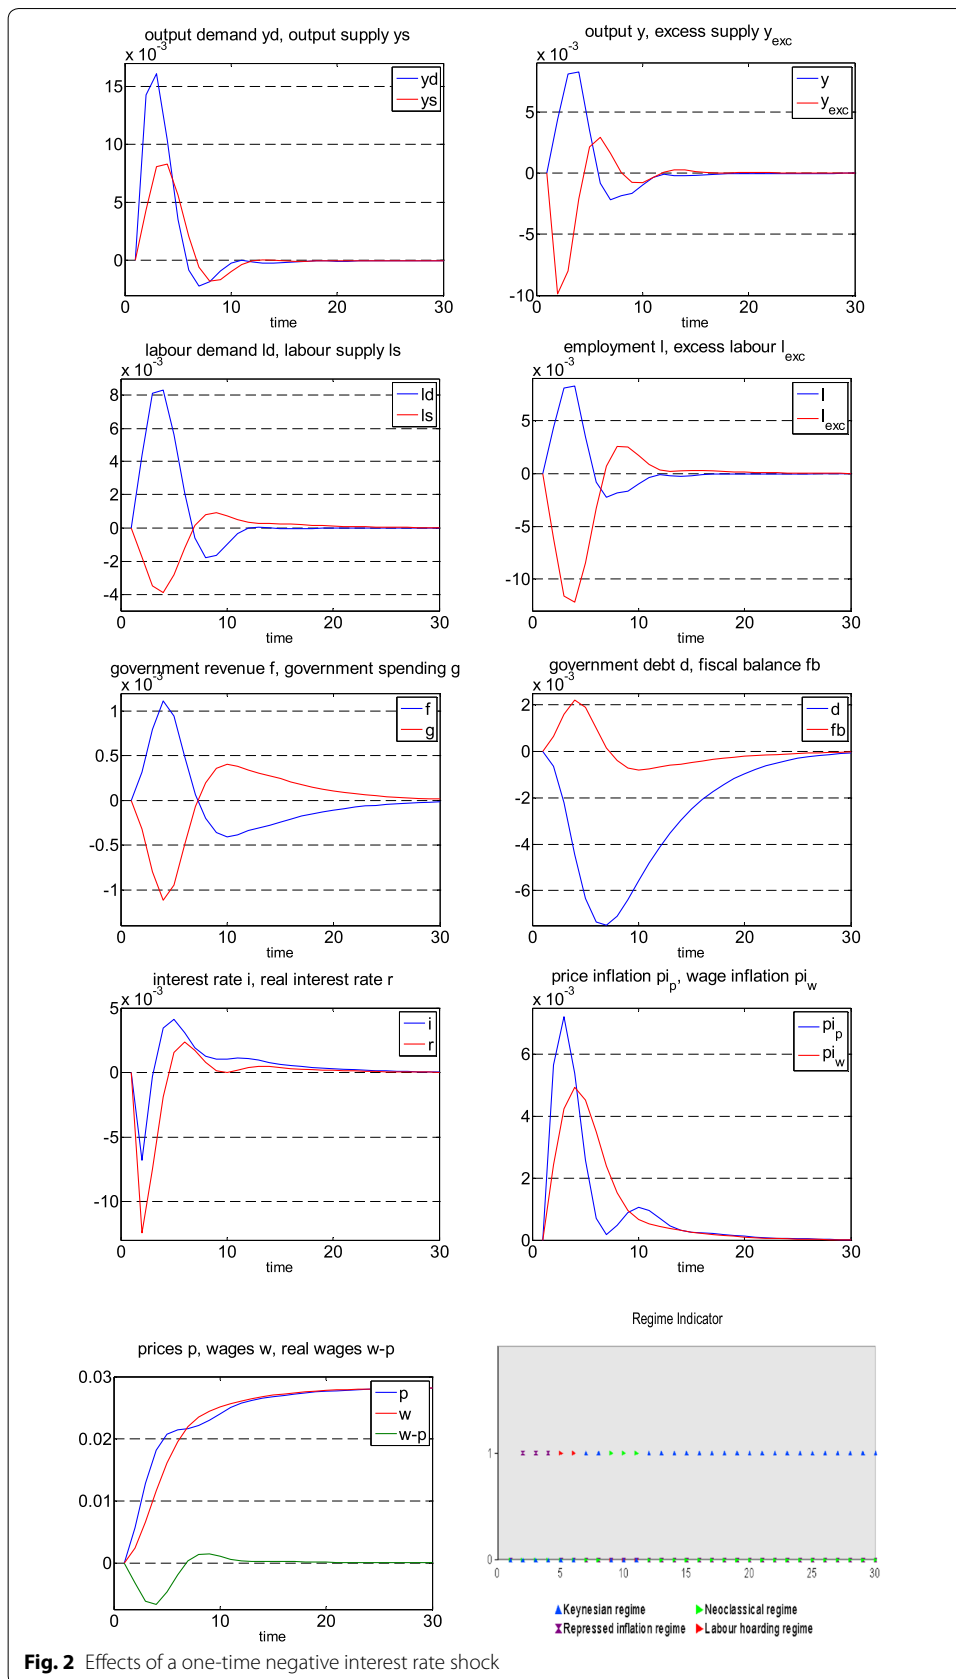 output demand yd, output supply ys
x 10⁻³
15
10
5
0
0 10 20 30
time
yd
ys
output y, excess supply y_exc
x 10⁻³
5
0
-5
-10
0 10 20 30
time
y
y_exc
labour demand ld, labour supply ls
x 10⁻³
8
6
4
2
0
-2
-4
0 10 20 30
time
ld
ls
employment l, excess labour l_exc
x 10⁻³
5
0
-5
-10
0 10 20 30
time
l
l_exc
government revenue f, government spending g
x 10⁻³
1
0.5
0
-0.5
-1
0 10 20 30
time
f
g
government debt d, fiscal balance fb
x 10⁻³
2
0
-2
-4
-6
0 10 20 30
time
d
fb
interest rate i, real interest rate r
x 10⁻³
5
0
-5
-10
0 10 20 30
time
i
r
price inflation pi_p, wage inflation pi_w
x 10⁻³
6
4
2
0
0 10 20 30
time
pi_p
pi_w
prices p, wages w, real wages w-p
0.03
0.02
0.01
0
0 10 20 30
time
p
w
w-p
Regime Indicator
1
0
0 5 10 15 20 25 30
Keynesian regime
Neoclassical regime
Repressed inflation regime
Labour hoarding regime
Fig. 2 Effects of a one-time negative interest rate shock